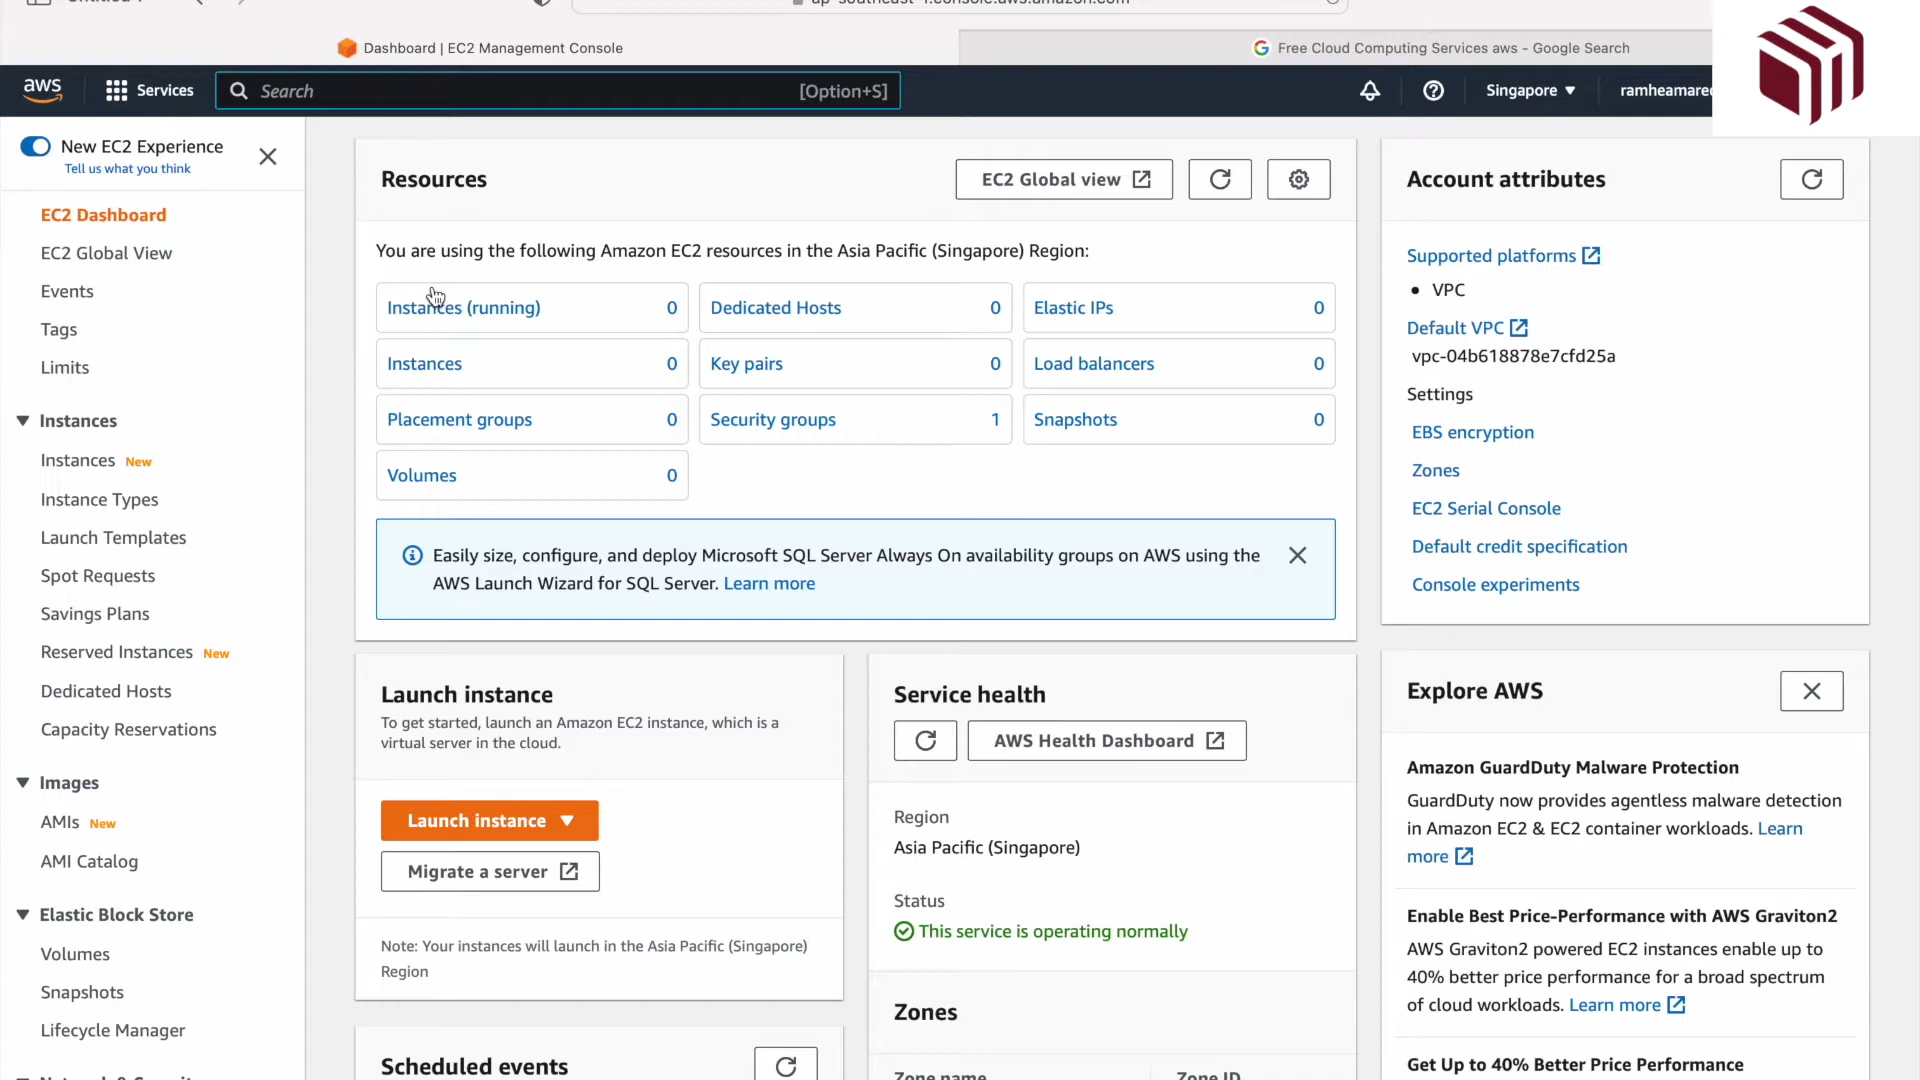 Dashboard | EC2 Management Console
Free Cloud Computing Services aws - Google Search
aws
Services
Search
[Option+S]
Singapore ▼
New EC2 Experience
Tell us what you think
EC2 Dashboard
EC2 Global View
Events
Tags
Limits
Instances
Instances New
Instance Types
Launch Templates
Spot Requests
Savings Plans
Reserved Instances New
Dedicated Hosts
Capacity Reservations
Images
AMIs New
AMI Catalog
Elastic Block Store
Volumes
Snapshots
Lifecycle Manager
Resources
EC2 Global view
You are using the following Amazon EC2 resources in the Asia Pacific (Singapore) Region:
Instances (running) 0
Dedicated Hosts 0
Elastic IPs 0
Instances 0
Key pairs 0
Load balancers 0
Placement groups 0
Security groups 1
Snapshots 0
Volumes 0
Easily size, configure, and deploy Microsoft SQL Server Always On availability groups on AWS using the
AWS Launch Wizard for SQL Server. Learn more
Launch instance
To get started, launch an Amazon EC2 instance, which is a
virtual server in the cloud.
Launch instance ▼
Migrate a server
Note: Your instances will launch in the Asia Pacific (Singapore)
Region
Scheduled events
Service health
AWS Health Dashboard
Region
Asia Pacific (Singapore)
Status
This service is operating normally
Zones
Zone name
Zone ID
Account attributes
Supported platforms
• VPC
Default VPC
vpc-04b618878e7cfd25a
Settings
EBS encryption
Zones
EC2 Serial Console
Default credit specification
Console experiments
Explore AWS
Amazon GuardDuty Malware Protection
GuardDuty now provides agentless malware detection
in Amazon EC2 & EC2 container workloads. Learn
more
Enable Best Price-Performance with AWS Graviton2
AWS Graviton2 powered EC2 instances enable up to
40% better price performance for a broad spectrum
of cloud workloads. Learn more
Get Up to 40% Better Price Performance